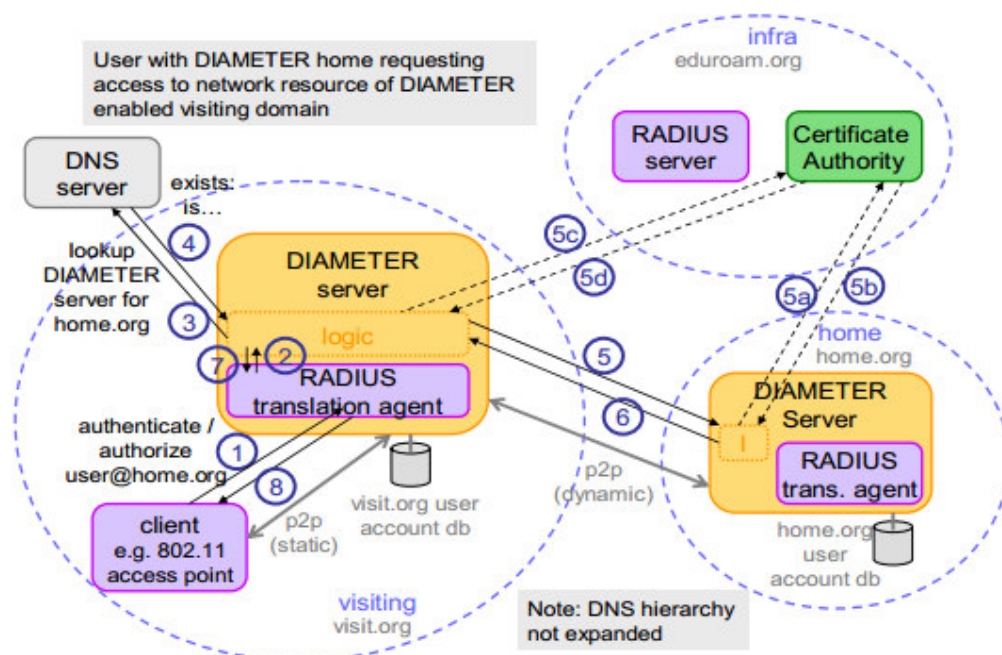 User with DIAMETER home requesting
access to network resource of DIAMETER
enabled visiting domain
infra
eduroam.org
RADIUS
server
Certificate
Authority
DNS
server
exists:
is...
4
lookup
DIAMETER
server for
home.org
3
DIAMETER
server
logic
7
2
RADIUS
translation agent
5c
5d
5a
5b
5
6
home
home.org
DIAMETER
Server
l
RADIUS
trans. agent
home.org
user
account db
authenticate /
authorize
user@home.org
1
8
p2p
(static)
visit.org user
account db
p2p
(dynamic)
client
e.g. 802.11
access point
visiting
visit.org
Note: DNS hierarchy
not expanded